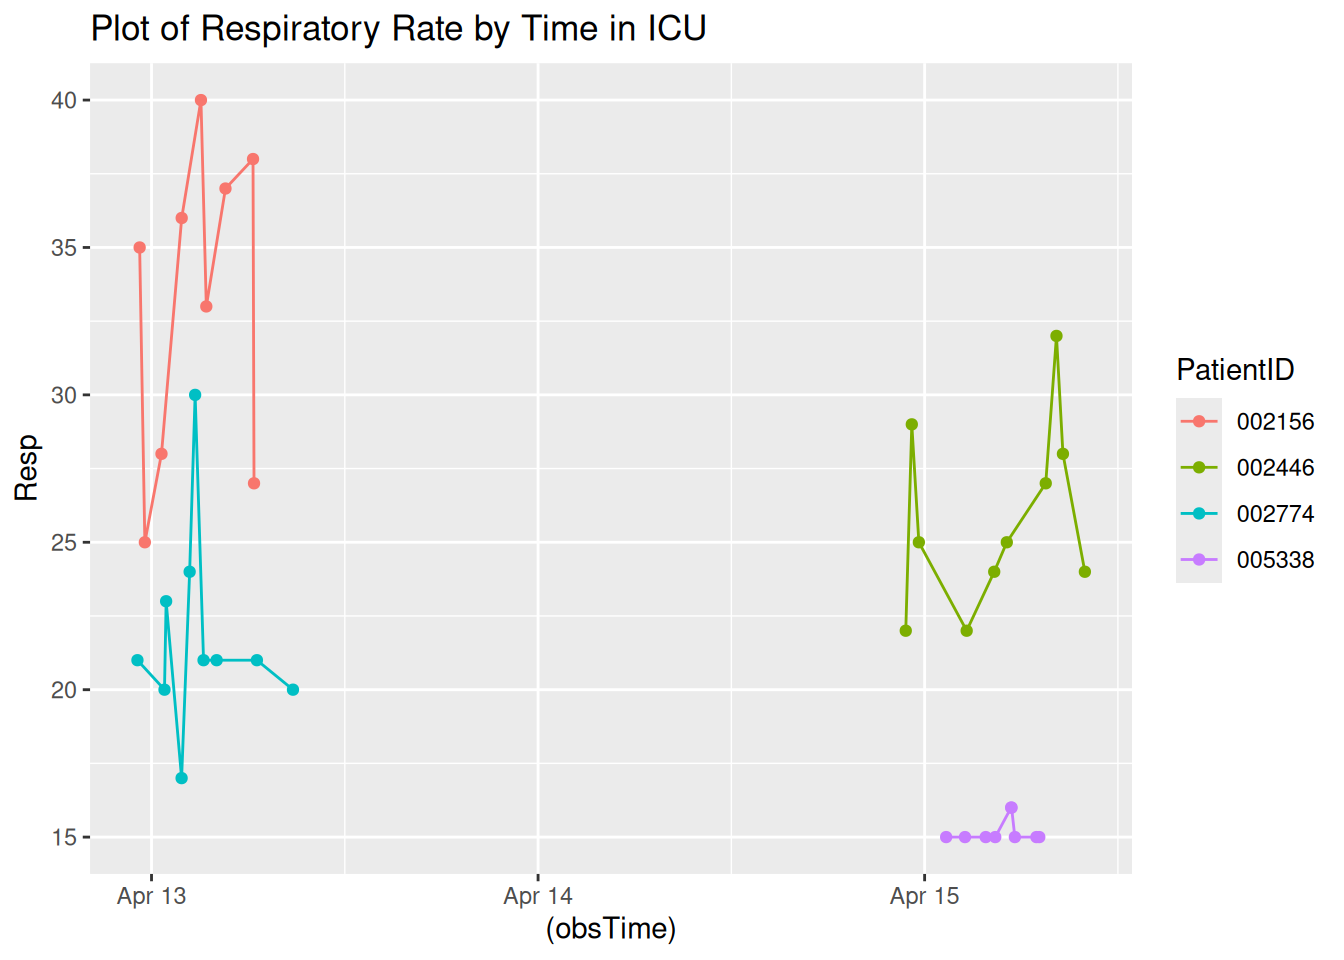 Plot of Respiratory Rate by Time in ICU
40
35
30
25
20
15
Resp
Apr 13
Apr 14
Apr 15
(obsTime)
PatientID
002156
002446
002774
005338